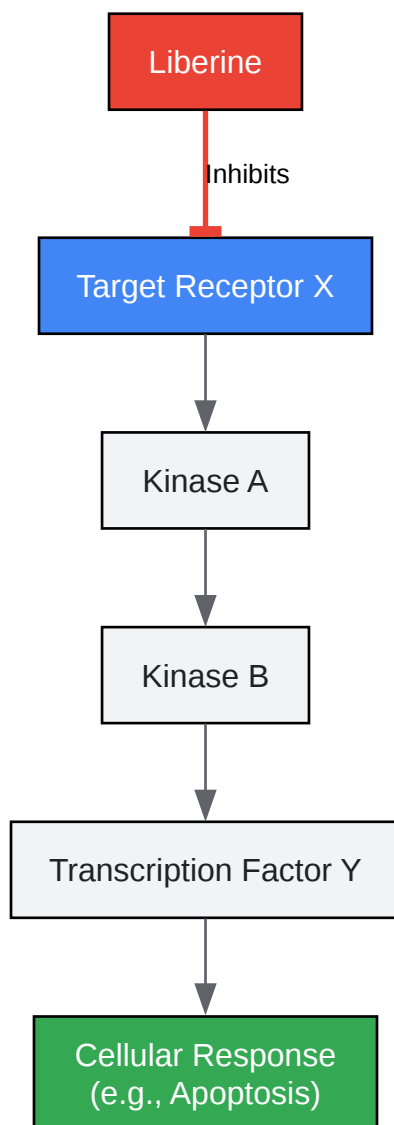 Liberine
Inhibits
Target Receptor X
Kinase A
Kinase B
Transcription Factor Y
Cellular Response
(e.g., Apoptosis)